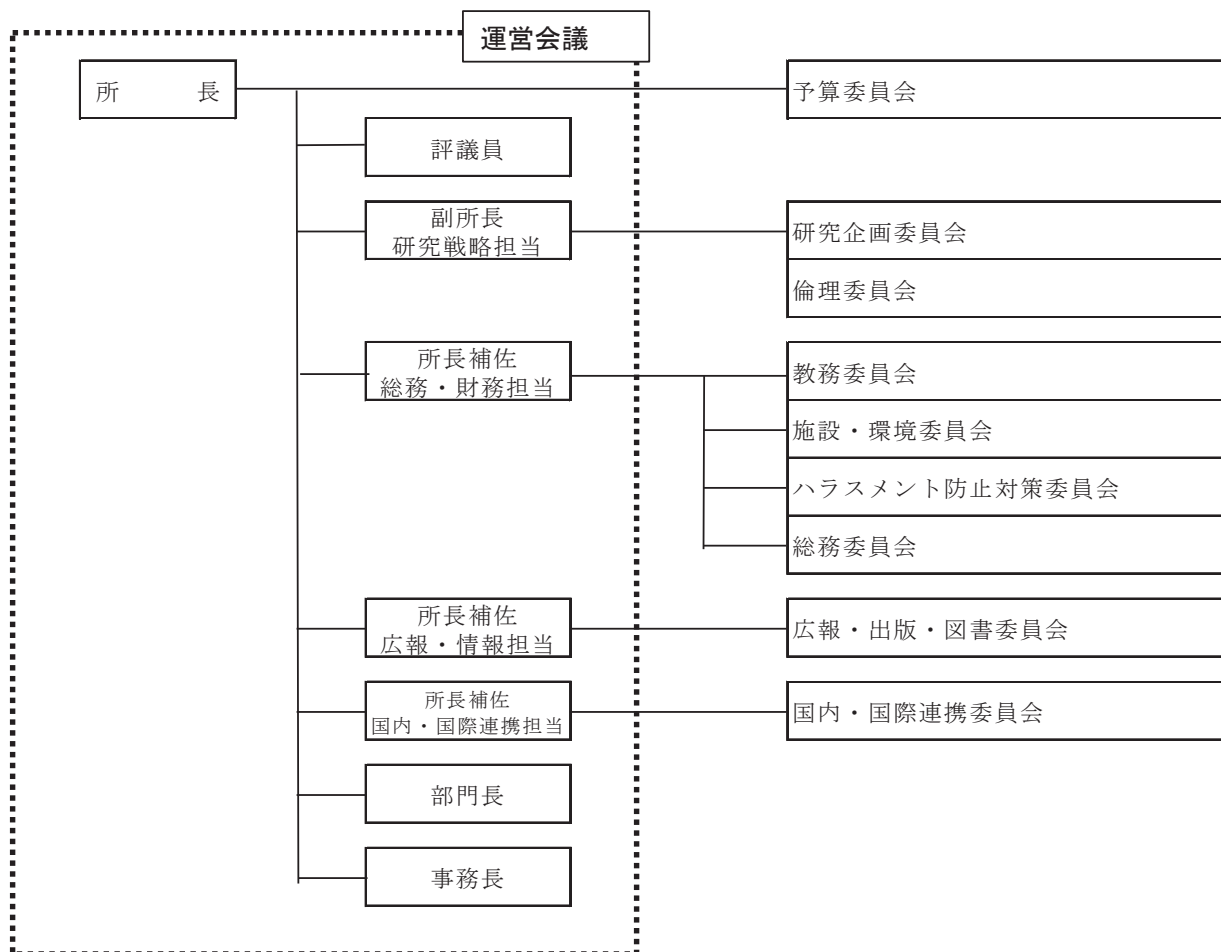 運営会議
所　　長
予算委員会
評議員
副所長
研究戦略担当
研究企画委員会
倫理委員会
所長補佐
総務・財務担当
教務委員会
施設・環境委員会
ハラスメント防止対策委員会
総務委員会
所長補佐
広報・情報担当
広報・出版・図書委員会
所長補佐
国内・国際連携担当
国内・国際連携委員会
部門長
事務長